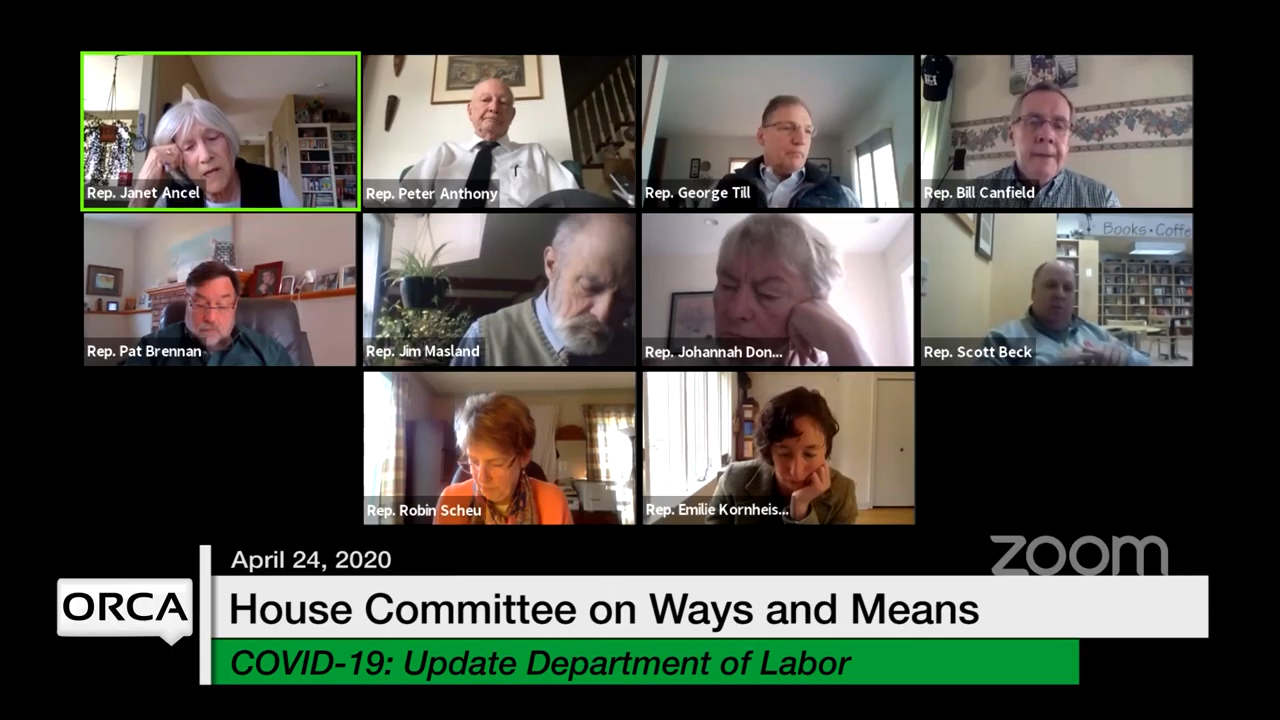 Rep. Janet Ancel
Rep. Peter Anthony
Rep. George Till
Rep. Bill Canfield
Books•Coffe
Rep. Pat Brennan
Rep. Jim Masland
Rep. Johannah Don...
Rep. Scott Beck
Rep. Robin Scheu
Rep. Emilie Kornheis...
zoom
April 24, 2020
ORCA
House Committee on Ways and Means
COVID-19: Update Department of Labor